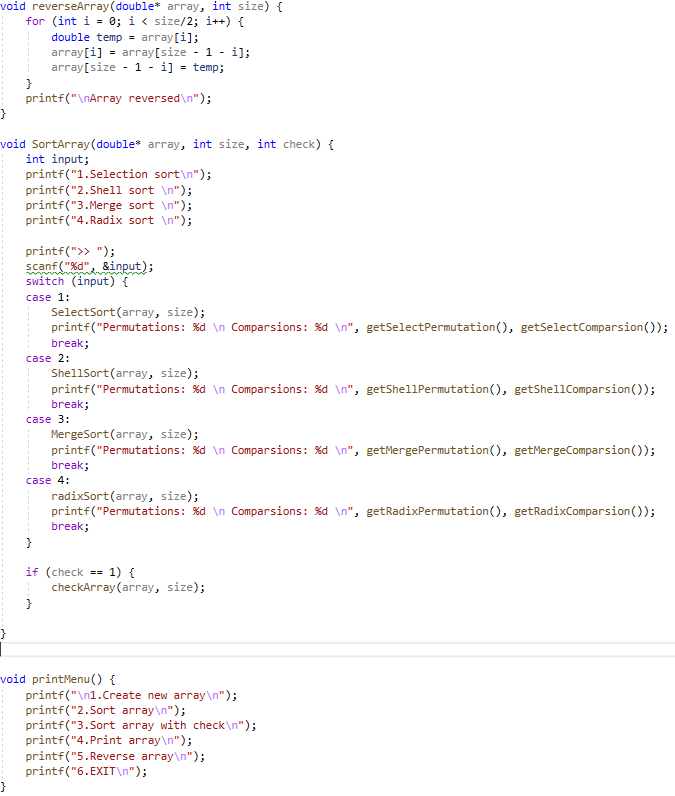 void reverseArray(double* array, int size) {
    for (int i = 0; i < size/2; i++) {
        double temp = array[i];
        array[i] = array[size - 1 - i];
        array[size - 1 - i] = temp;
    }
    printf("\nArray reversed\n");
}

void SortArray(double* array, int size, int check) {
    int input;
    printf("1.Selection sort\n");
    printf("2.Shell sort \n");
    printf("3.Merge sort \n");
    printf("4.Radix sort \n");

    printf(">> ");
    scanf("%d", &input);
    switch (input) {
    case 1:
        SelectSort(array, size);
        printf("Permutations: %d \n Comparsions: %d \n", getSelectPermutation(), getSelectComparsion());
        break;
    case 2:
        ShellSort(array, size);
        printf("Permutations: %d \n Comparsions: %d \n", getShellPermutation(), getShellComparsion());
        break;
    case 3:
        MergeSort(array, size);
        printf("Permutations: %d \n Comparsions: %d \n", getMergePermutation(), getMergeComparsion());
        break;
    case 4:
        radixSort(array, size);
        printf("Permutations: %d \n Comparsions: %d \n", getRadixPermutation(), getRadixComparsion());
        break;
    }

    if (check == 1) {
        checkArray(array, size);
    }

}

void printMenu() {
    printf("\n1.Create new array\n");
    printf("2.Sort array\n");
    printf("3.Sort array with check\n");
    printf("4.Print array\n");
    printf("5.Reverse array\n");
    printf("6.EXIT\n");
}